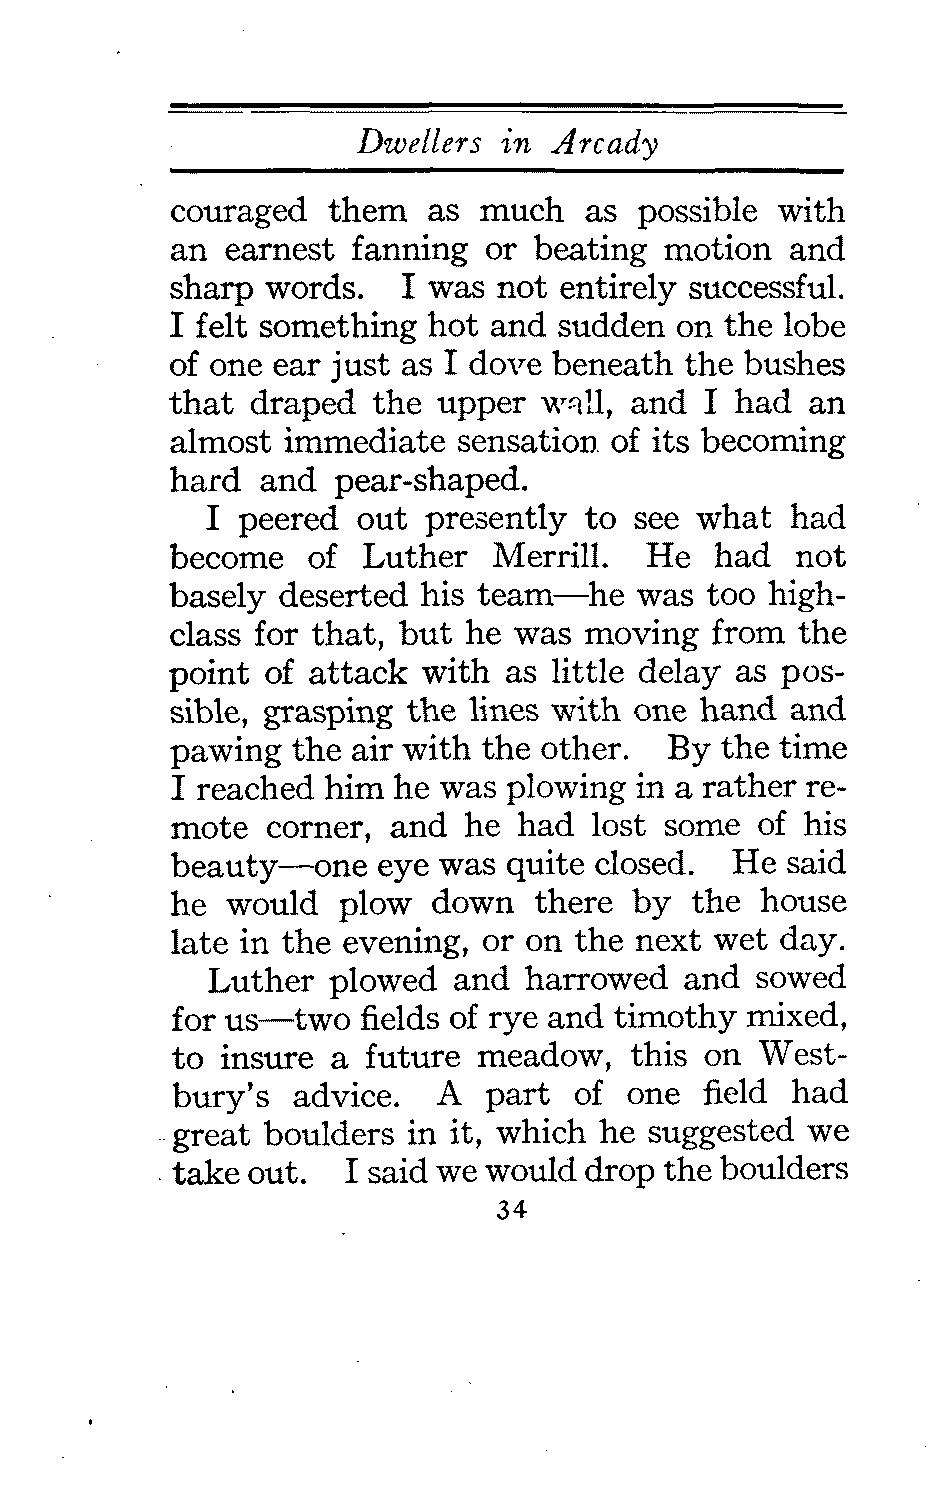 Dwellers in Arcady
couraged them as much as possible with
an earnest fanning or beating motion and
sharp words. I was not entirely successful.
I felt something hot and sudden on the lobe
of one ear just as I dove beneath the bushes
that draped the upper wall, and I had an
almost immediate sensation of its becoming
hard and pear-shaped.
I peered out presently to see what had
become of Luther Merrill. He had not
basely deserted his team—he was too high-
class for that, but he was moving from the
point of attack with as little delay as pos-
sible, grasping the lines with one hand and
pawing the air with the other. By the time
I reached him he was plowing in a rather re-
mote corner, and he had lost some of his
beauty—one eye was quite closed. He said
he would plow down there by the house
late in the evening, or on the next wet day.
Luther plowed and harrowed and sowed
for us—two fields of rye and timothy mixed,
to insure a future meadow, this on West-
bury's advice. A part of one field had
great boulders in it, which he suggested we
take out. I said we would drop the boulders
34